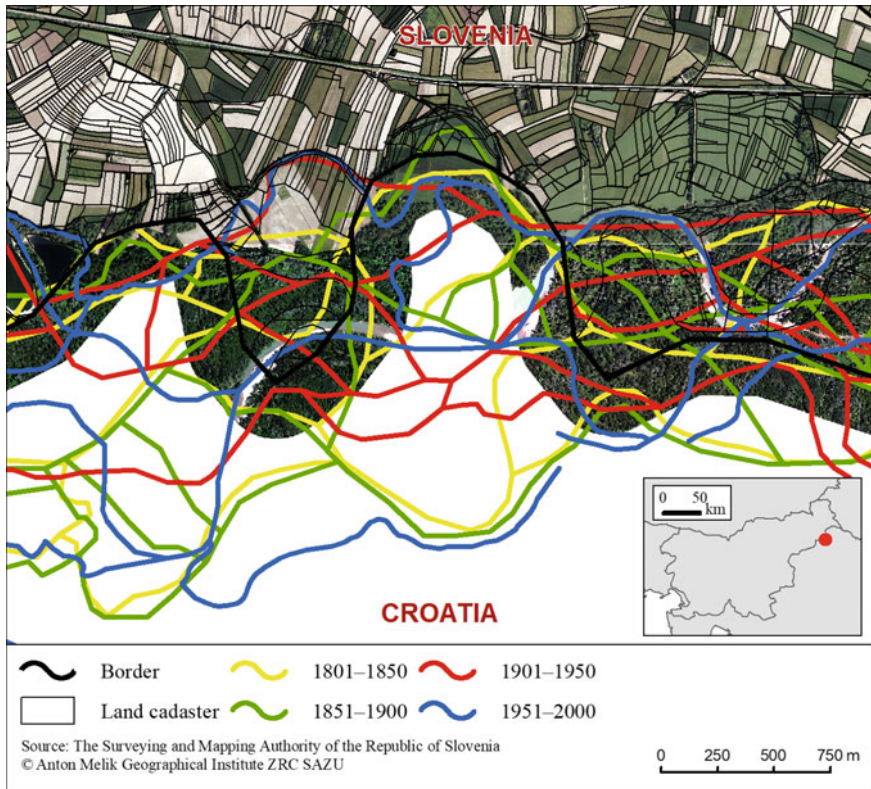 SLOVENIA
CROATIA
0 50
km
Border
1801–1850
1901–1950
Land cadaster
1851–1900
1951–2000
Source: The Surveying and Mapping Authority of the Republic of Slovenia
© Anton Melik Geographical Institute ZRC SAZU
0 250 500 750 m